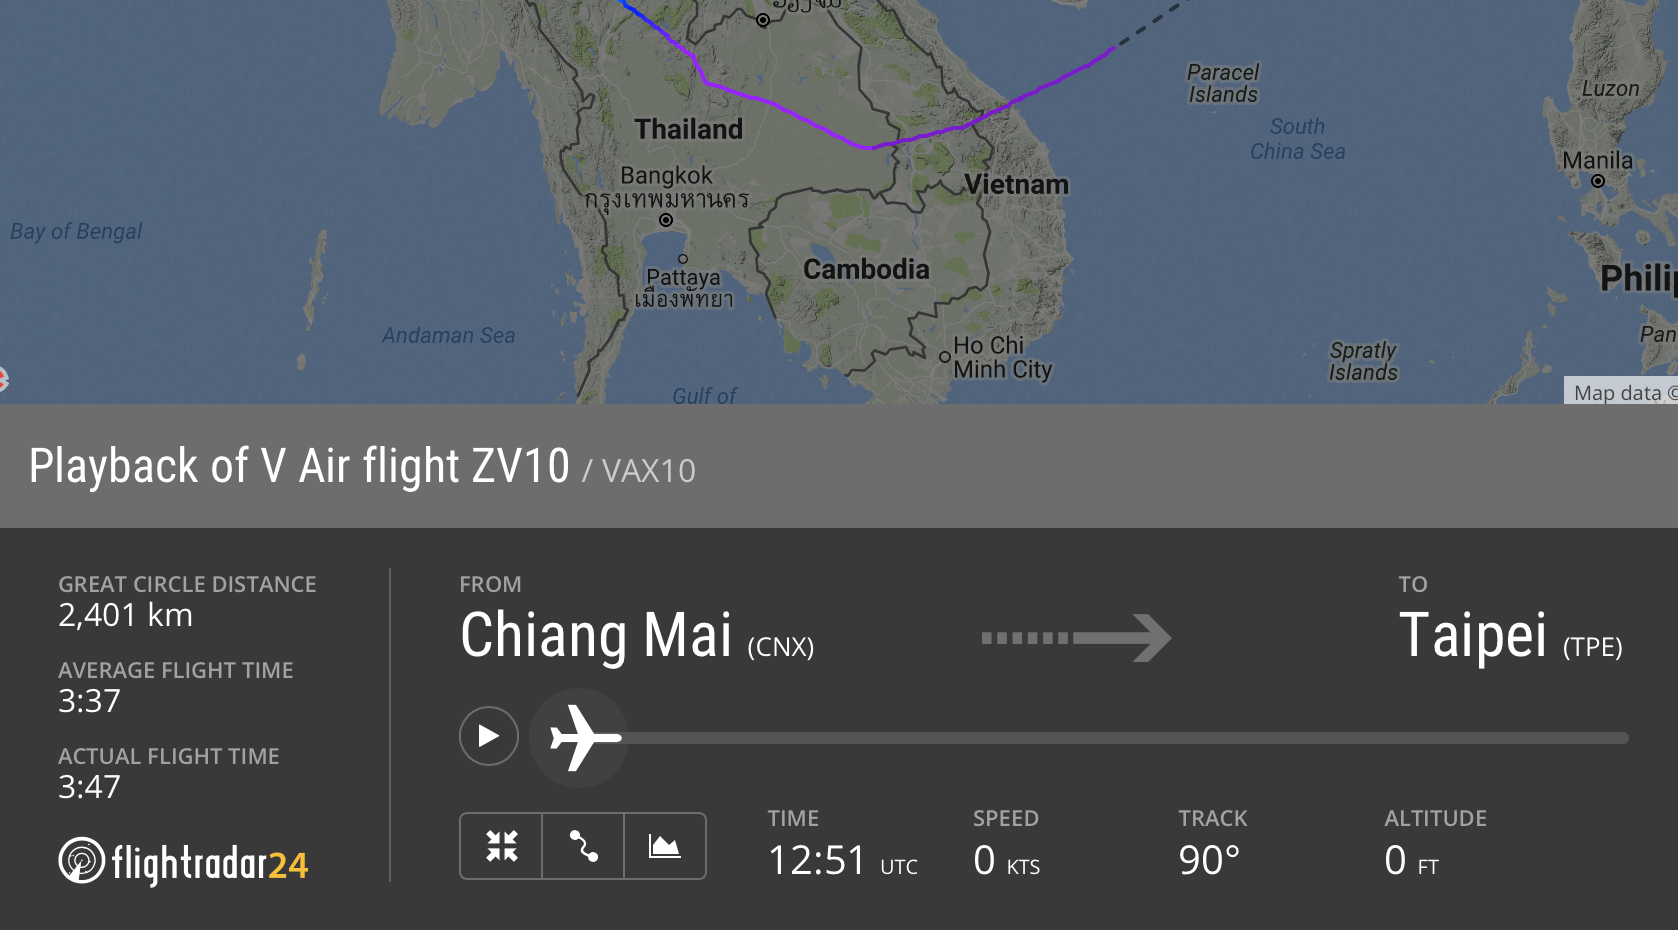 Paracel
Islands
Luzon
Thailand
South
China Sea
Manila
Bangkok
กรุงเทพมหานคร
Vietnam
Bay of Bengal
Cambodia
Pattaya
เมืองพัทยา
Andaman Sea
Ho Chi
Minh City
Spratly
Islands
Gulf of
Map data ©
Playback of V Air flight ZV10 / VAX10
GREAT CIRCLE DISTANCE
2,401 km
AVERAGE FLIGHT TIME
3:37
ACTUAL FLIGHT TIME
3:47
flightradar24
FROM
Chiang Mai (CNX)
TO
Taipei (TPE)
TIME
12:51 UTC
SPEED
0 KTS
TRACK
90°
ALTITUDE
0 FT